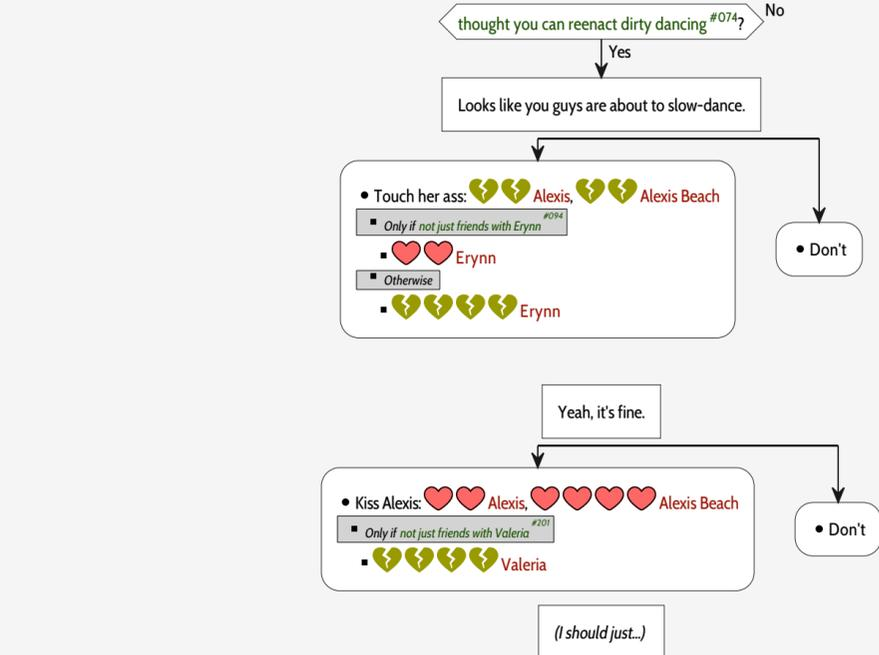 thought you can reenact dirty dancing #074?
No
Yes
Looks like you guys are about to slow-dance.
• Touch her ass: Alexis, Alexis Beach
▪ Only if not just friends with Erynn #094
▪ Erynn
▪ Otherwise
▪ Erynn
• Don't
Yeah, it's fine.
• Kiss Alexis: Alexis, Alexis Beach
▪ Only if not just friends with Valeria #201
▪ Valeria
• Don't
(I should just...)